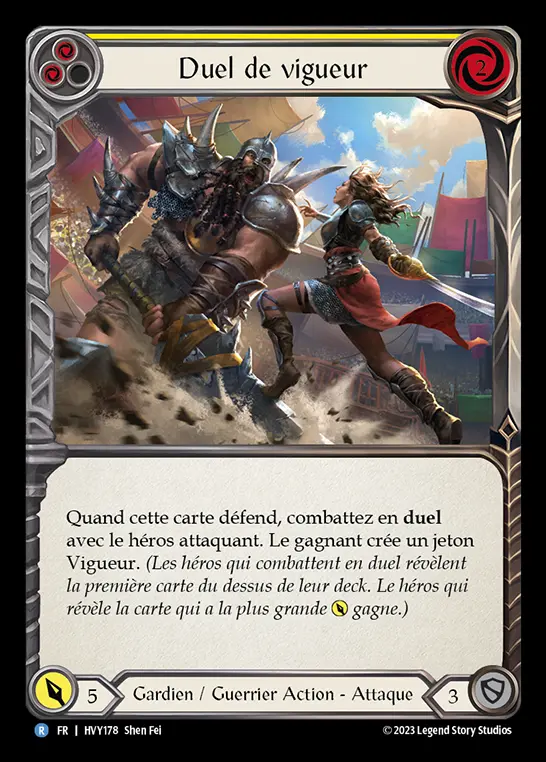 Duel de vigueur
2
Quand cette carte défend, combattez en duel
avec le héros attaquant. Le gagnant crée un jeton
Vigueur. (Les héros qui combattent en duel révèlent
la première carte du dessus de leur deck. Le héros qui
révèle la carte qui a la plus grande gagne.)
5
Gardien / Guerrier Action - Attaque
3
R FR | HVY178 Shen Fei
© 2023 Legend Story Studios